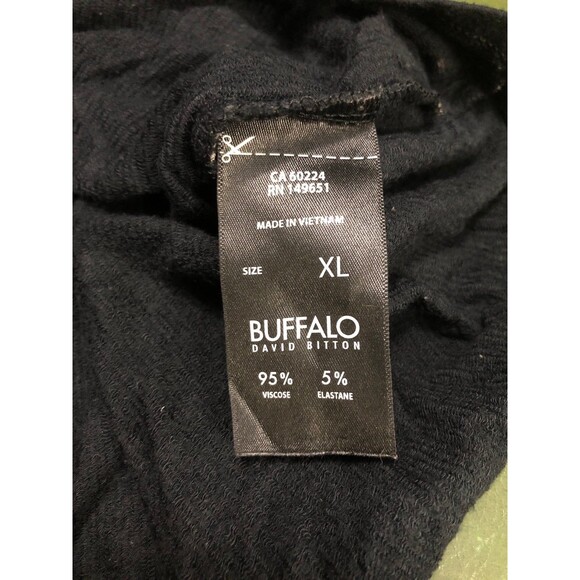 CA 60224
RN 149651
MADE IN VIETNAM
SIZE XL
BUFFALO
DAVID BITTON
95% 5%
VISCOSE ELASTANE